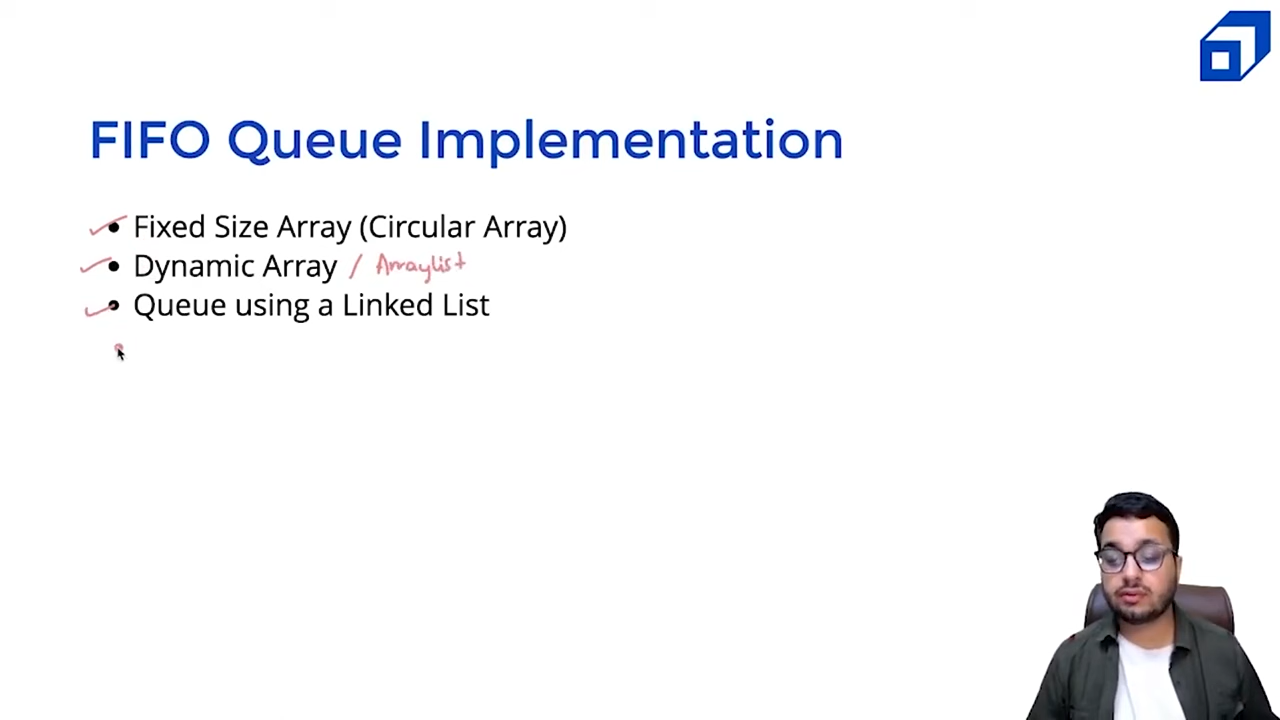 FIFO Queue Implementation
• Fixed Size Array (Circular Array)
• Dynamic Array / Arraylist
• Queue using a Linked List